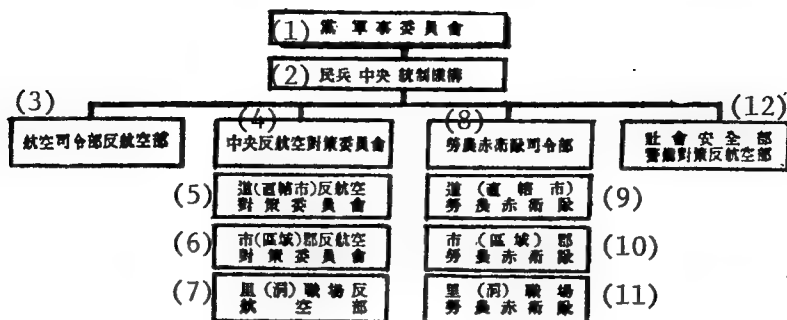 (1) 黨軍事委員會
(2) 民兵中央統制機構
(3)
航空司令部反航空部
(4)
中央反航空對策委員會
(8)
勞農赤衛隊司令部
(12)
社會安全部
警備對策反航空部
(5)
道(直轄市)反航空
對策委員會
(6)
市(區域)郡反航空
對策委員會
(7)
里(洞)職場反
航空部
道(直轄市)
勞農赤衛隊
(9)
市(區域)郡
勞農赤衛隊
(10)
里(洞)職場
勞農赤衛隊
(11)